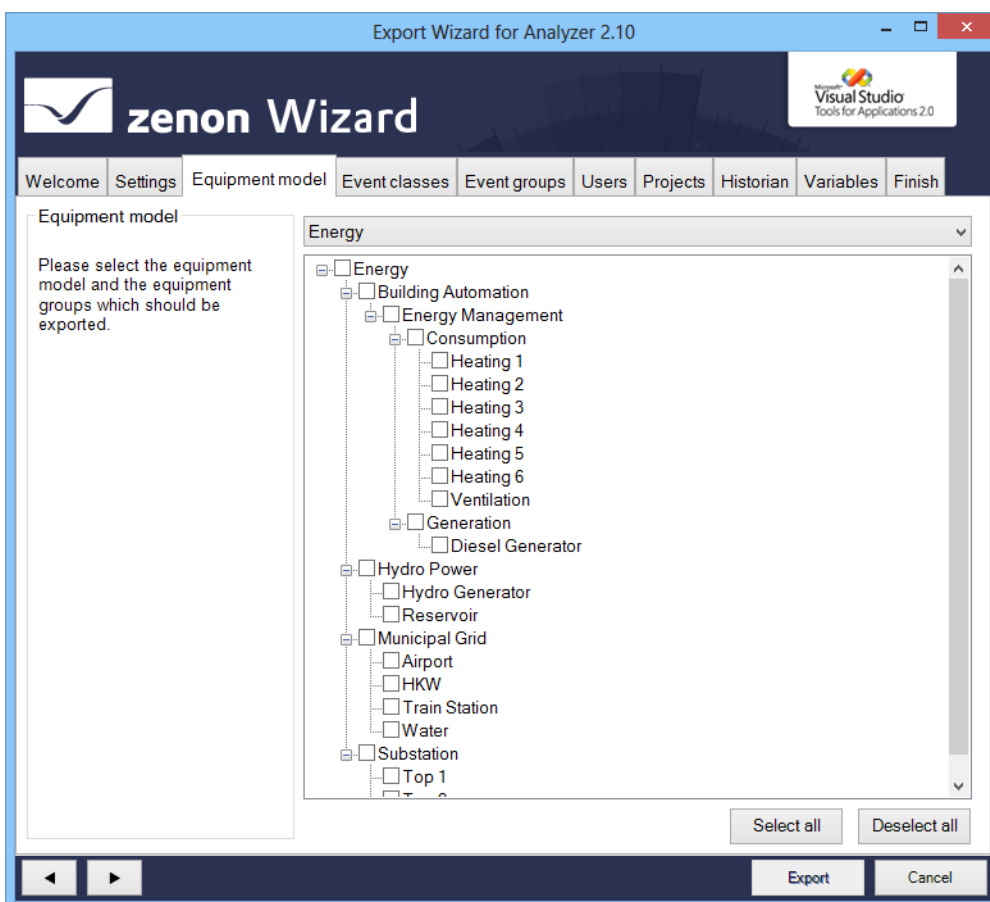 Export Wizard for Analyzer 2.10
zenon Wizard
Microsoft
Visual Studio
Tools for Applications 2.0
Welcome Settings Equipment model Event classes Event groups Users Projects Historian Variables Finish
Equipment model
Please select the equipment
model and the equipment
groups which should be
exported.
Energy
Energy
Building Automation
Energy Management
Consumption
Heating 1
Heating 2
Heating 3
Heating 4
Heating 5
Heating 6
Ventilation
Generation
Diesel Generator
Hydro Power
Hydro Generator
Reservoir
Municipal Grid
Airport
HKW
Train Station
Water
Substation
Top 1
Select all Deselect all
Export Cancel